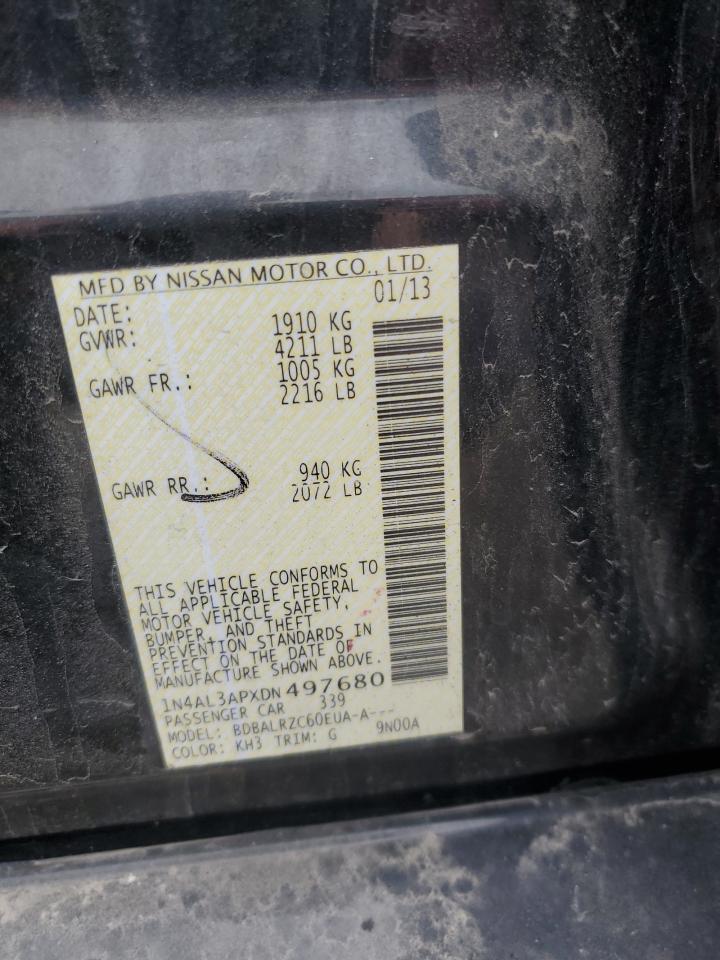 MFD BY NISSAN MOTOR CO., LTD.
DATE: 01/13
GVWR: 1910 KG
4211 LB
GAWR FR.: 1005 KG
2216 LB
GAWR RR.: 940 KG
2072 LB
THIS VEHICLE CONFORMS TO
ALL APPLICABLE FEDERAL
MOTOR VEHICLE SAFETY,
BUMPER, AND THEFT
PREVENTION STANDARDS IN
EFFECT ON THE DATE OF
MANUFACTURE SHOWN ABOVE.
1N4AL3APXDN497680
PASSENGER CAR 339
MODEL: BDBALRZC60EUA-A---
COLOR: KH3 TRIM: G 9N00A